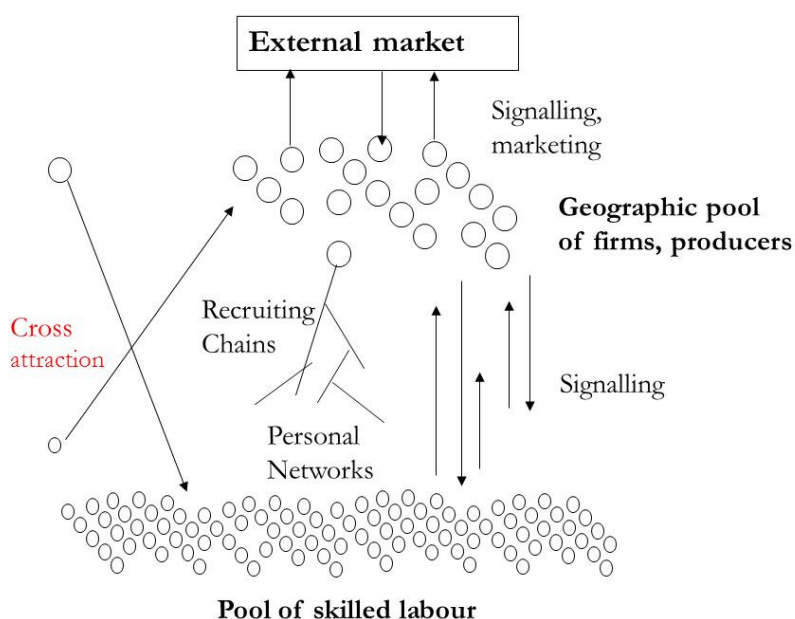 External market
Signalling,
marketing
Geographic pool
of firms, producers
Recruiting
Chains
Cross
attraction
Signalling
Personal
Networks
Pool of skilled labour